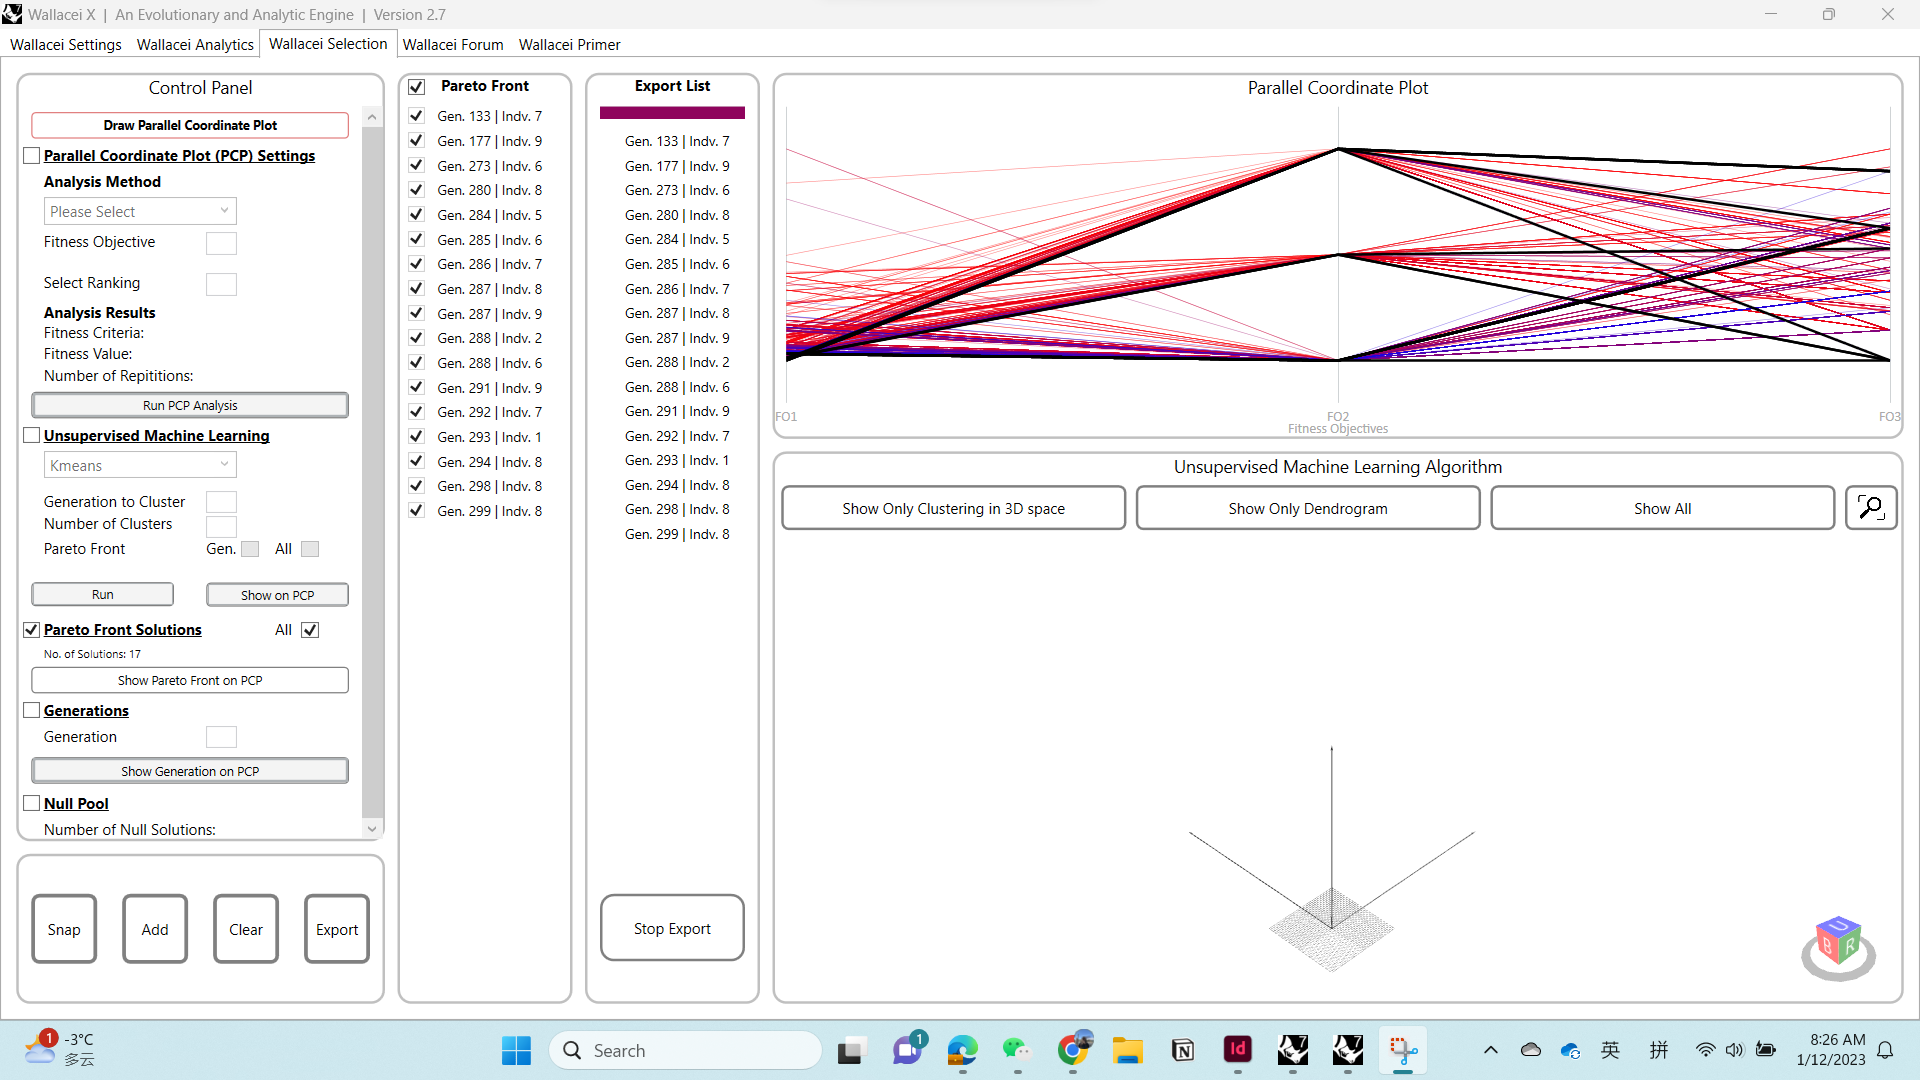 Wallacei X | An Evolutionary and Analytic Engine | Version 2.7
Wallacei Settings Wallacei Analytics Wallacei Selection Wallacei Forum Wallacei Primer
Control Panel
Draw Parallel Coordinate Plot
Parallel Coordinate Plot (PCP) Settings
Analysis Method
Please Select
Fitness Objective
Select Ranking
Analysis Results
Fitness Criteria:
Fitness Value:
Number of Repititions:
Run PCP Analysis
Unsupervised Machine Learning
Kmeans
Generation to Cluster
Number of Clusters
Pareto Front Gen. All
Run Show on PCP
Pareto Front Solutions All
No. of Solutions: 17
Show Pareto Front on PCP
Generations
Generation
Show Generation on PCP
Null Pool
Number of Null Solutions:
Snap Add Clear Export
Pareto Front
Gen. 133 | Indv. 7
Gen. 177 | Indv. 9
Gen. 273 | Indv. 6
Gen. 280 | Indv. 8
Gen. 284 | Indv. 5
Gen. 285 | Indv. 6
Gen. 286 | Indv. 7
Gen. 287 | Indv. 8
Gen. 287 | Indv. 9
Gen. 288 | Indv. 2
Gen. 288 | Indv. 6
Gen. 291 | Indv. 9
Gen. 292 | Indv. 7
Gen. 293 | Indv. 1
Gen. 294 | Indv. 8
Gen. 298 | Indv. 8
Gen. 299 | Indv. 8
Export List
Gen. 133 | Indv. 7
Gen. 177 | Indv. 9
Gen. 273 | Indv. 6
Gen. 280 | Indv. 8
Gen. 284 | Indv. 5
Gen. 285 | Indv. 6
Gen. 286 | Indv. 7
Gen. 287 | Indv. 8
Gen. 287 | Indv. 9
Gen. 288 | Indv. 2
Gen. 288 | Indv. 6
Gen. 291 | Indv. 9
Gen. 292 | Indv. 7
Gen. 293 | Indv. 1
Gen. 294 | Indv. 8
Gen. 298 | Indv. 8
Gen. 299 | Indv. 8
Stop Export
Parallel Coordinate Plot
FO1 FO2 FO3
Fitness Objectives
Unsupervised Machine Learning Algorithm
Show Only Clustering in 3D space Show Only Dendrogram Show All
U
B R
1
-3°C
多云
Search
1
Id
7
7
英 拼
8:26 AM
1/12/2023